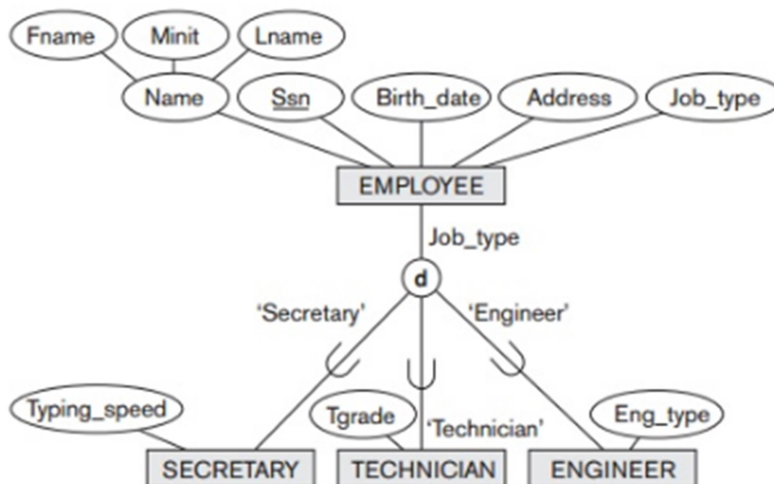 Fname Minit Lname
Name Ssn Birth_date Address Job_type
EMPLOYEE
Job_type
d
'Secretary' 'Engineer'
Typing_speed Tgrade 'Technician' Eng_type
SECRETARY TECHNICIAN ENGINEER